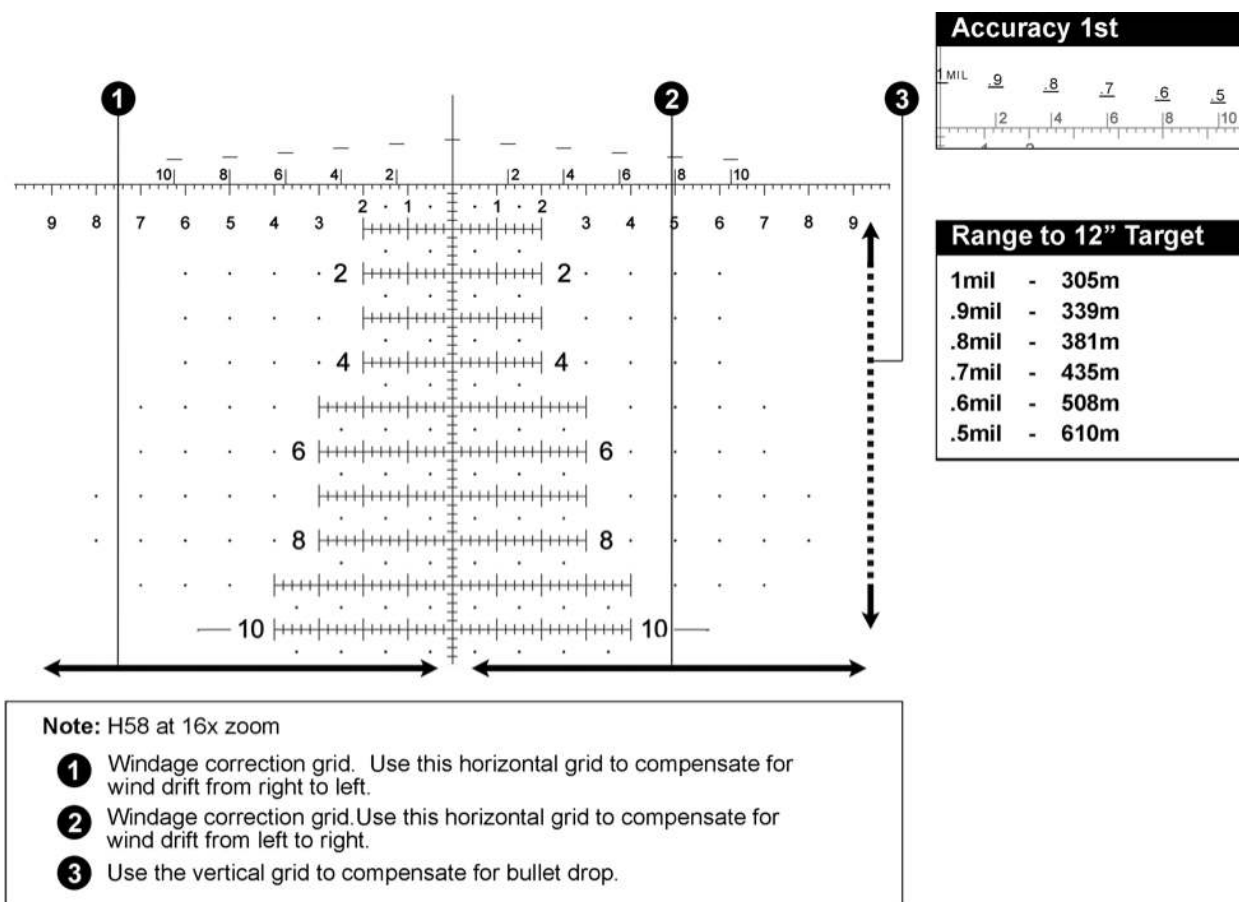 Accuracy 1st
1 MIL .9 .8 .7 .6 .5
2 4 6 8 10
1 2 3
10 8 6 4 2 2 4 6 8 10
2 1 1 2
9 8 7 6 5 4 3 3 4 5 6 7 8 9
2 2
4 4
6 6
8 8
10 10
Range to 12” Target
1mil - 305m
.9mil - 339m
.8mil - 381m
.7mil - 435m
.6mil - 508m
.5mil - 610m
Note: H58 at 16x zoom
1 Windage correction grid. Use this horizontal grid to compensate for
wind drift from right to left.
2 Windage correction grid.Use this horizontal grid to compensate for
wind drift from left to right.
3 Use the vertical grid to compensate for bullet drop.